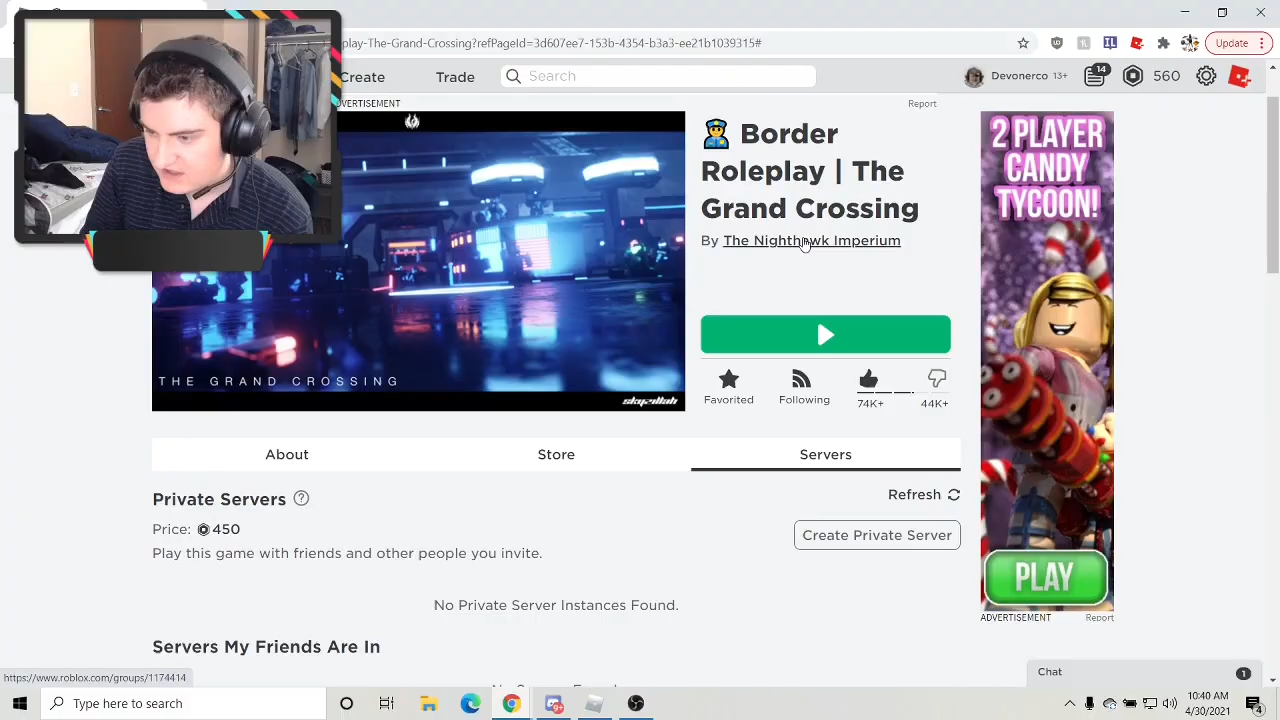 play-The-Grand-Crossing?
PageId=3d607ee7-153b-4354-b3a3-ee21b1039315#
Update
Create
Trade
Search
Devonerco 13+
14
560
ADVERTISEMENT
Report
THE GRAND CROSSING
skyzillah
Border
Roleplay | The
Grand Crossing
By The Nighthawk Imperium
Favorited
Following
74K+
44K+
2 PLAYER
CANDY
TYCOON!
PLAY
ADVERTISEMENT
Report
About
Store
Servers
Private Servers ?
Refresh
Price: 450
Create Private Server
Play this game with friends and other people you invite.
No Private Server Instances Found.
Servers My Friends Are In
https://www.roblox.com/groups/1174414
Chat
1
Type here to search
10:40 AM
4/30/2021
4